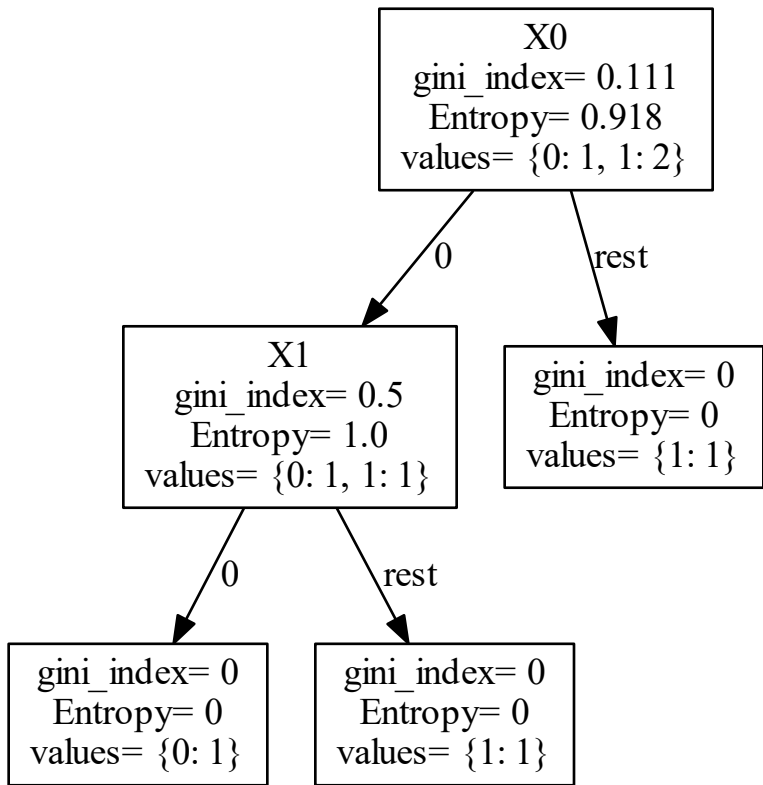 X0
gini_index= 0.111
Entropy= 0.918
values= {0: 1, 1: 2}
0
rest
X1
gini_index= 0.5
Entropy= 1.0
values= {0: 1, 1: 1}
gini_index= 0
Entropy= 0
values= {1: 1}
0
rest
gini_index= 0
Entropy= 0
values= {0: 1}
gini_index= 0
Entropy= 0
values= {1: 1}